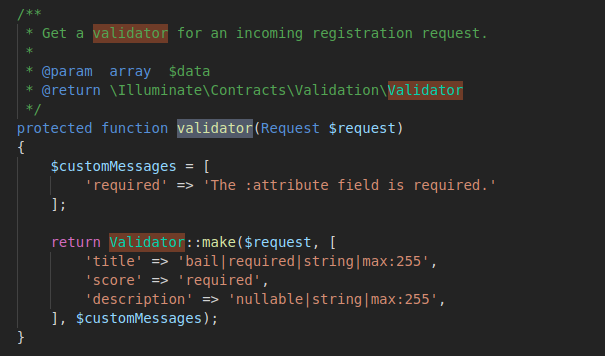 /**
 * Get a validator for an incoming registration request.
 *
 * @param  array  $data
 * @return \Illuminate\Contracts\Validation\Validator
 */
protected function validator(Request $request)
{
    $customMessages = [
        'required' => 'The :attribute field is required.'
    ];

    return Validator::make($request, [
        'title' => 'bail|required|string|max:255',
        'score' => 'required',
        'description' => 'nullable|string|max:255',
    ], $customMessages);
}